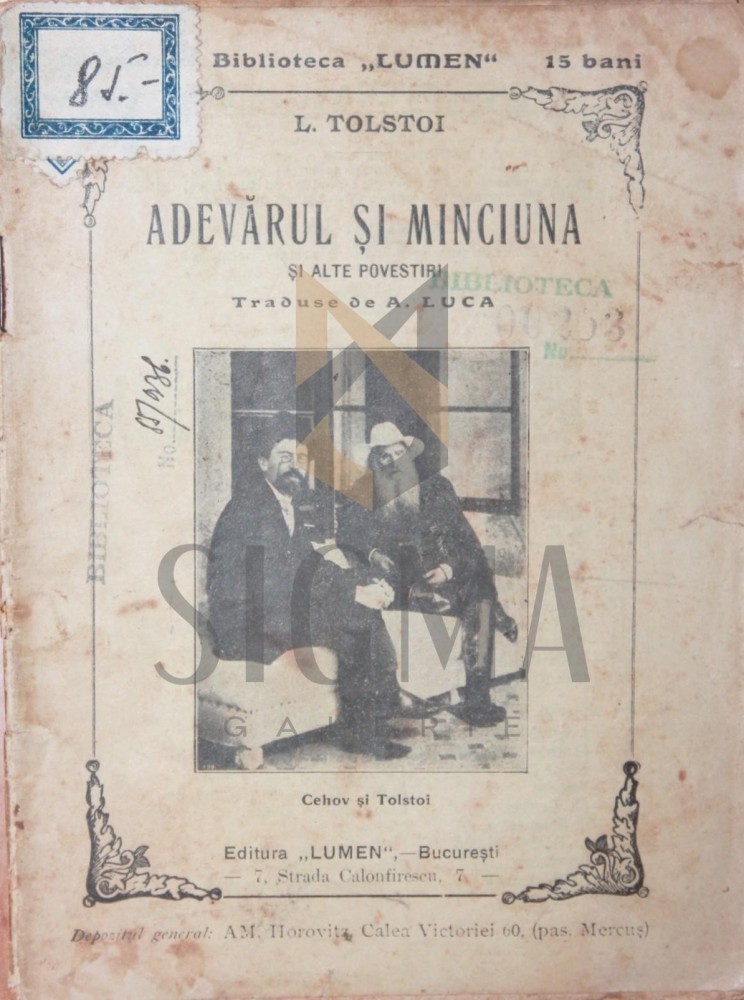 85.-
Biblioteca „LUMEN“ 15 bani
L. TOLSTOI
ADEVĂRUL ȘI MINCIUNA
ȘI ALTE POVESTIRI
Traduse de A. LUCA
BIBLIOTECA
No.
BIBLIOTECA
No.
SIGMA
GALERIE
Cehov și Tolstoi
Editura „LUMEN“,—București
— 7, Strada Calonfirescu, 7 —
Depozitul general: AM. Horovitz, Calea Victoriei 60, (pas. Mercuș)